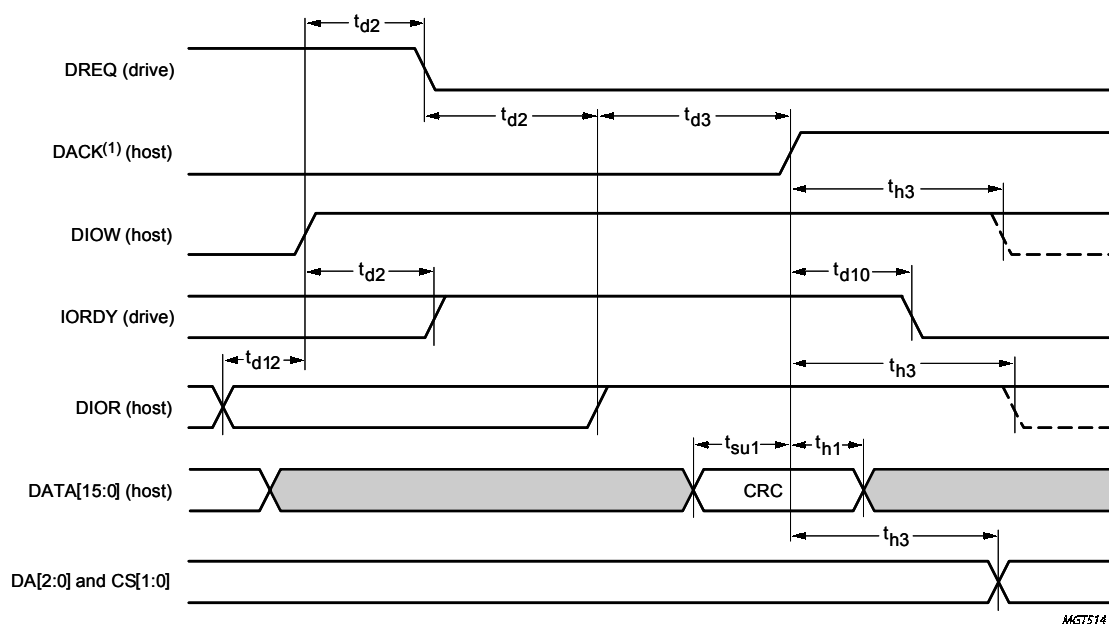 td2
DREQ (drive)
td2
td3
DACK(1) (host)
th3
DIOW (host)
td2
td10
IORDY (drive)
td12
th3
DIOR (host)
tsu1
th1
DATA[15:0] (host)
CRC
th3
DA[2:0] and CS[1:0]
MGT514